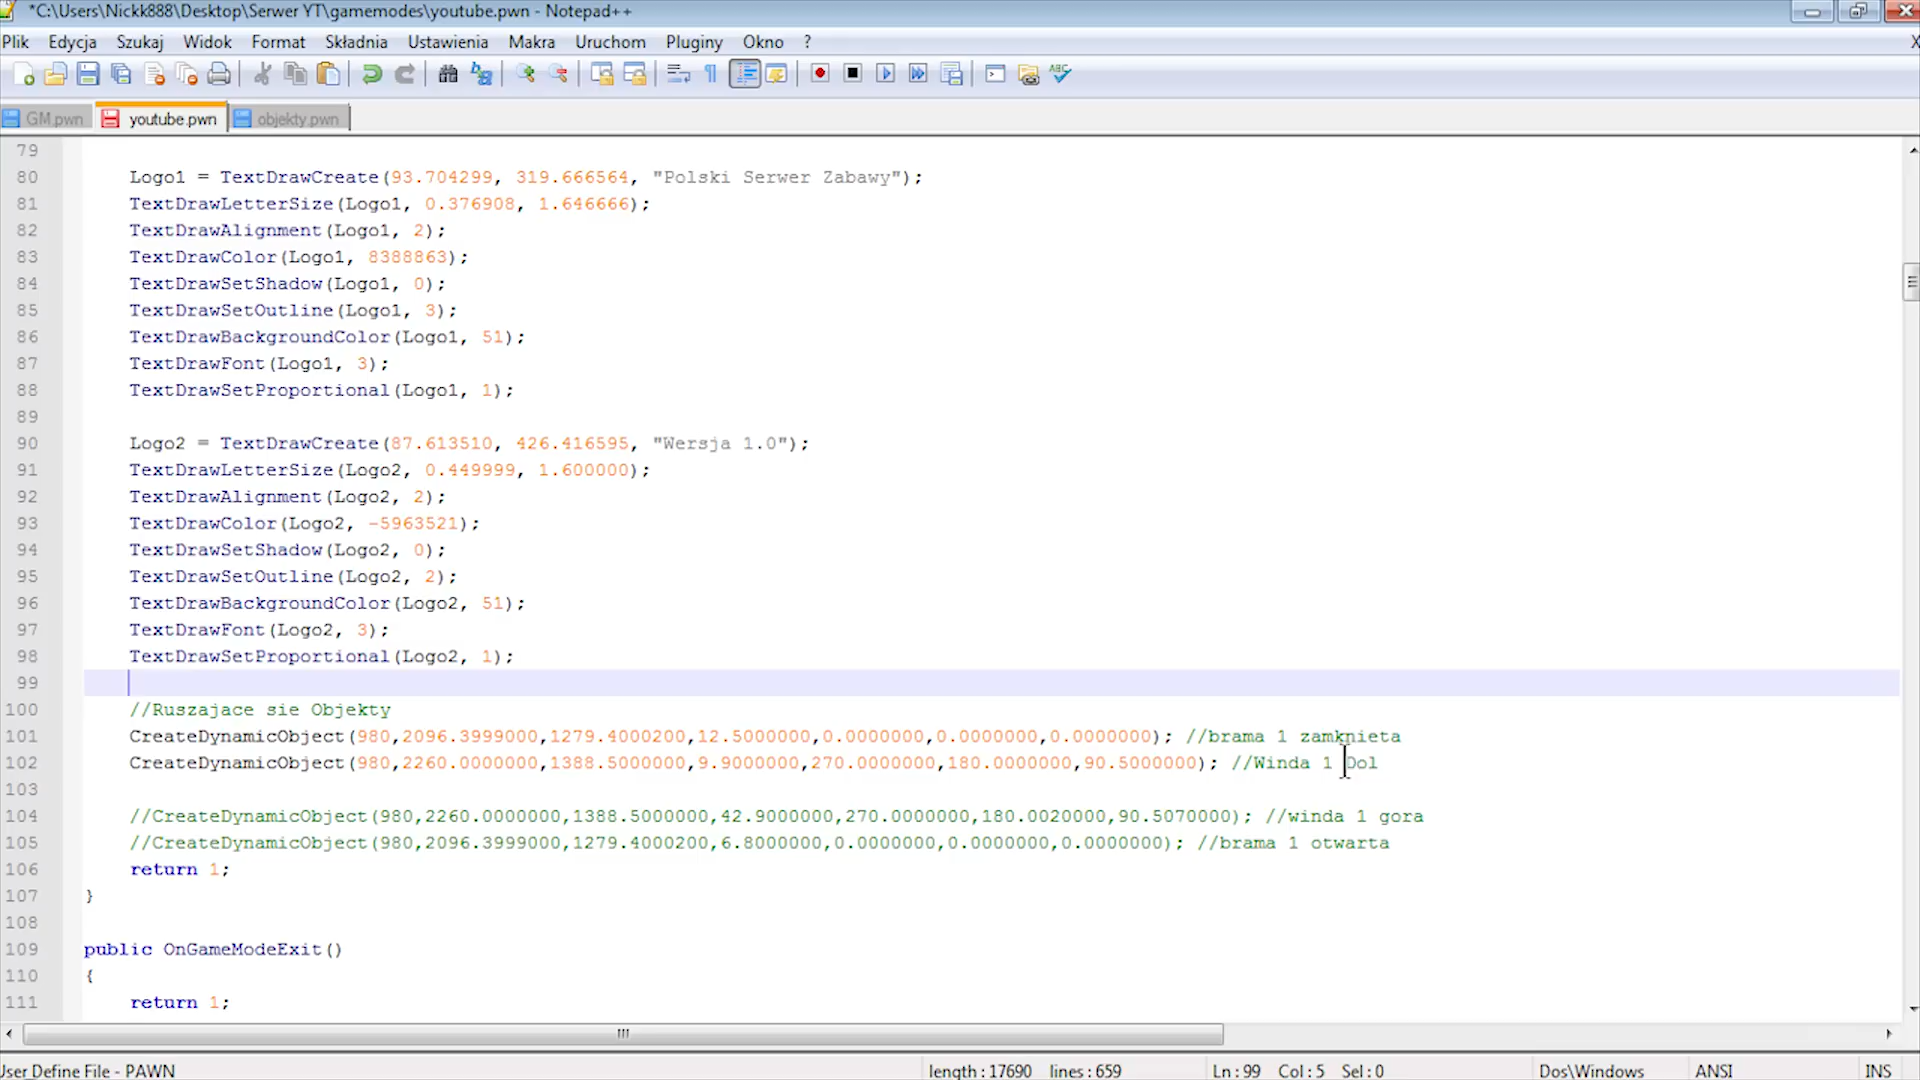 *C:\Users\Nickk888\Desktop\Serwer YT\gamemodes\youtube.pwn - Notepad++
Plik Edycja Szukaj Widok Format Składnia Ustawienia Makra Uruchom Pluginy Okno ? X
GM.pwn youtube.pwn objekty.pwn
79
80 Logo1 = TextDrawCreate(93.704299, 319.666564, "Polski Serwer Zabawy");
81 TextDrawLetterSize(Logo1, 0.376908, 1.646666);
82 TextDrawAlignment(Logo1, 2);
83 TextDrawColor(Logo1, 8388863);
84 TextDrawSetShadow(Logo1, 0);
85 TextDrawSetOutline(Logo1, 3);
86 TextDrawBackgroundColor(Logo1, 51);
87 TextDrawFont(Logo1, 3);
88 TextDrawSetProportional(Logo1, 1);
89
90 Logo2 = TextDrawCreate(87.613510, 426.416595, "Wersja 1.0");
91 TextDrawLetterSize(Logo2, 0.449999, 1.600000);
92 TextDrawAlignment(Logo2, 2);
93 TextDrawColor(Logo2, -5963521);
94 TextDrawSetShadow(Logo2, 0);
95 TextDrawSetOutline(Logo2, 2);
96 TextDrawBackgroundColor(Logo2, 51);
97 TextDrawFont(Logo2, 3);
98 TextDrawSetProportional(Logo2, 1);
99
100 //Ruszajace sie Objekty
101 CreateDynamicObject(980,2096.3999000,1279.4000200,12.5000000,0.0000000,0.0000000,0.0000000); //brama 1 zamknieta
102 CreateDynamicObject(980,2260.0000000,1388.5000000,9.9000000,270.0000000,180.0000000,90.5000000); //Winda 1 Dol
103
104 //CreateDynamicObject(980,2260.0000000,1388.5000000,42.9000000,270.0000000,180.0020000,90.5070000); //winda 1 gora
105 //CreateDynamicObject(980,2096.3999000,1279.4000200,6.8000000,0.0000000,0.0000000,0.0000000); //brama 1 otwarta
106 return 1;
107 }
108
109 public OnGameModeExit()
110 {
111 return 1;
User Define File - PAWN length : 17690 lines : 659 Ln : 99 Col : 5 Sel : 0 Dos\Windows ANSI INS